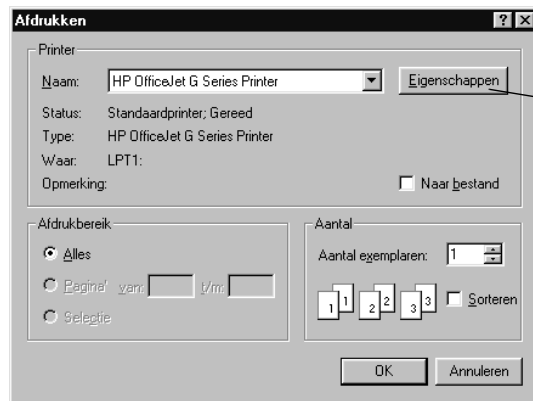 Afdrukken
Printer
Naam: HP OfficeJet G Series Printer Eigenschappen
Status: Standaardprinter; Gereed
Type: HP OfficeJet G Series Printer
Waar: LPT1:
Opmerking: Naar bestand
Afdrukbereik
Alles
Pagina' van: t/m:
Selectie
Aantal
Aantal exemplaren: 1
1 1 2 2 3 3 Sorteren
OK Annuleren